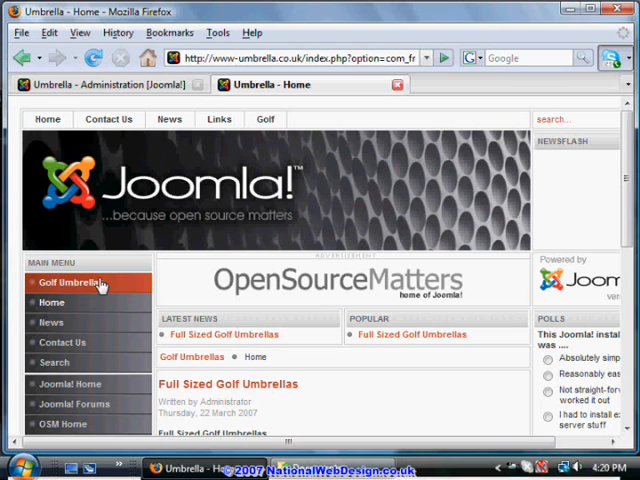 Umbrella - Home - Mozilla Firefox
File Edit View History Bookmarks Tools Help
http://www-umbrella.co.uk/index.php?option=com_fr
G Google
Umbrella - Administration [Joomla!]
Umbrella - Home
Home Contact Us News Links Golf
search...
Joomla!™
...because open source matters
NEWSFLASH
MAIN MENU
Golf Umbrellas
Home
News
Contact Us
Search
Joomla! Home
Joomla! Forums
OSM Home
ADVERTISEMENT
OpenSourceMatters
home of Joomla!
LATEST NEWS
Full Sized Golf Umbrellas
POPULAR
Full Sized Golf Umbrellas
Golf Umbrellas Home
Full Sized Golf Umbrellas
Written by Administrator
Thursday, 22 March 2007
Full Sized Golf Umbrellas
Powered by
Joom
POLLS
This Joomla! instal
was ....
Absolutely simp
Reasonably eas
Not straight-forv
worked it out
I had to install ex
server stuff
Umbrella - Ho
© 2007 NationalWebDesign.co.uk
4:20 PM